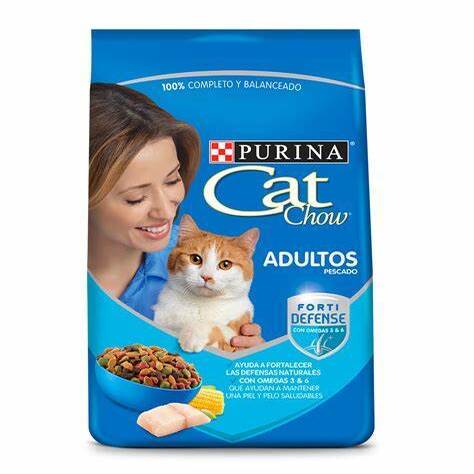 100% COMPLETO Y BALANCEADO
PURINA
Cat
Chow®
ADULTOS
PESCADO
FORTI
DEFENSE
CON OMEGAS 3 & 6
AYUDA A FORTALECER
LAS DEFENSAS NATURALES
CON OMEGAS 3 & 6
QUE AYUDAN A MANTENER
UNA PIEL Y PELO SALUDABLES